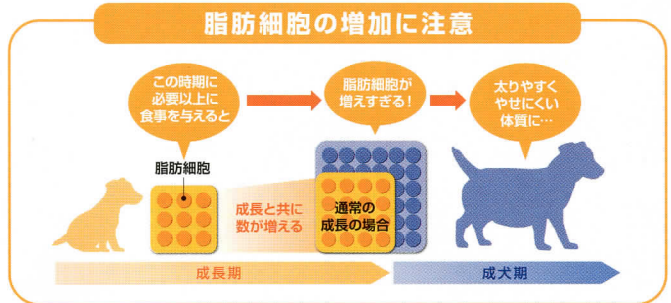 脂肪細胞の増加に注意
この時期に
必要以上に
食事を与えると
脂肪細胞が
増えすぎる!
太りやすく
やせにくい
体質に…
脂肪細胞
成長と共に
数が増える
通常の
成長の場合
成長期
成犬期